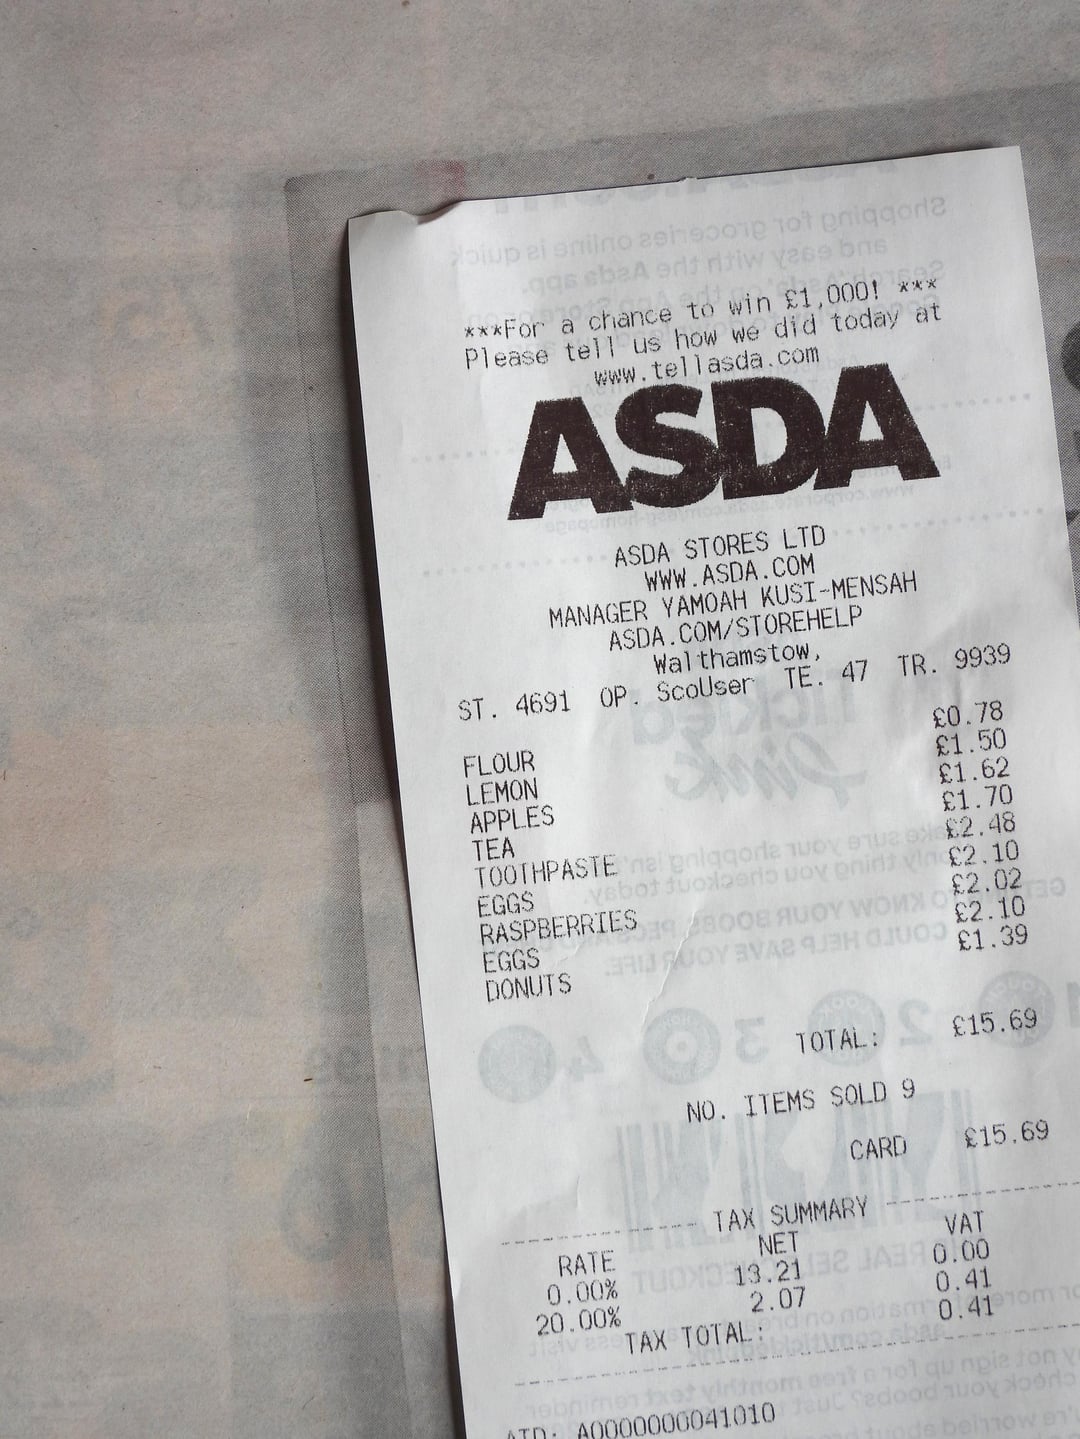 ***For a chance to win £1,000! ***
Please tell us how we did today at
www.tellasda.com
ASDA
ASDA STORES LTD
WWW.ASDA.COM
MANAGER YAMOAH KUSI-MENSAH
ASDA.COM/STOREHELP
Walthamstow,
ST. 4691 OP. ScoUser TE. 47 TR. 9939
FLOUR £0.78
LEMON £1.50
APPLES £1.62
TEA £1.70
TOOTHPASTE £2.48
EGGS £2.10
RASPBERRIES £2.02
EGGS £2.10
DONUTS £1.39
TOTAL: £15.69
NO. ITEMS SOLD 9
CARD £15.69
TAX SUMMARY
RATE NET VAT
0.00% 13.21 0.00
20.00% 2.07 0.41
TAX TOTAL: 0.41
A0000000041010